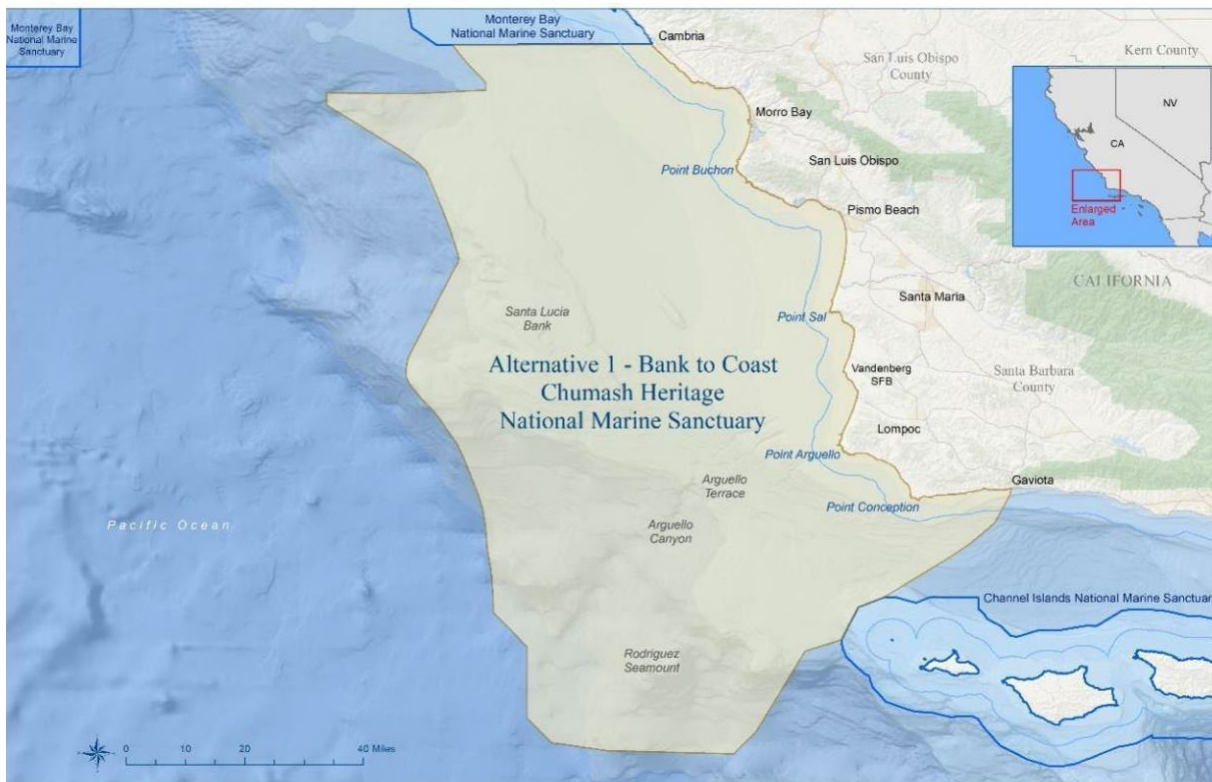 Monterey Bay
National Marine
Sanctuary
Monterey Bay
National Marine Sanctuary
Cambria
San Luis Obispo
County
Kern County
NV
CA
Enlarged
Area
Morro Bay
San Luis Obispo
Point Buchon
Pismo Beach
CALIFORNIA
Santa Maria
Santa Lucia
Bank
Point Sal
Alternative 1 - Bank to Coast
Chumash Heritage
National Marine Sanctuary
Vandenberg
SFB
Santa Barbara
County
Lompoc
Point Arguello
Arguello
Terrace
Gaviota
Point Conception
Pacific Ocean
Arguello
Canyon
Channel Islands National Marine Sanctuary
Rodriguez
Seamount
0 10 20 40 Miles